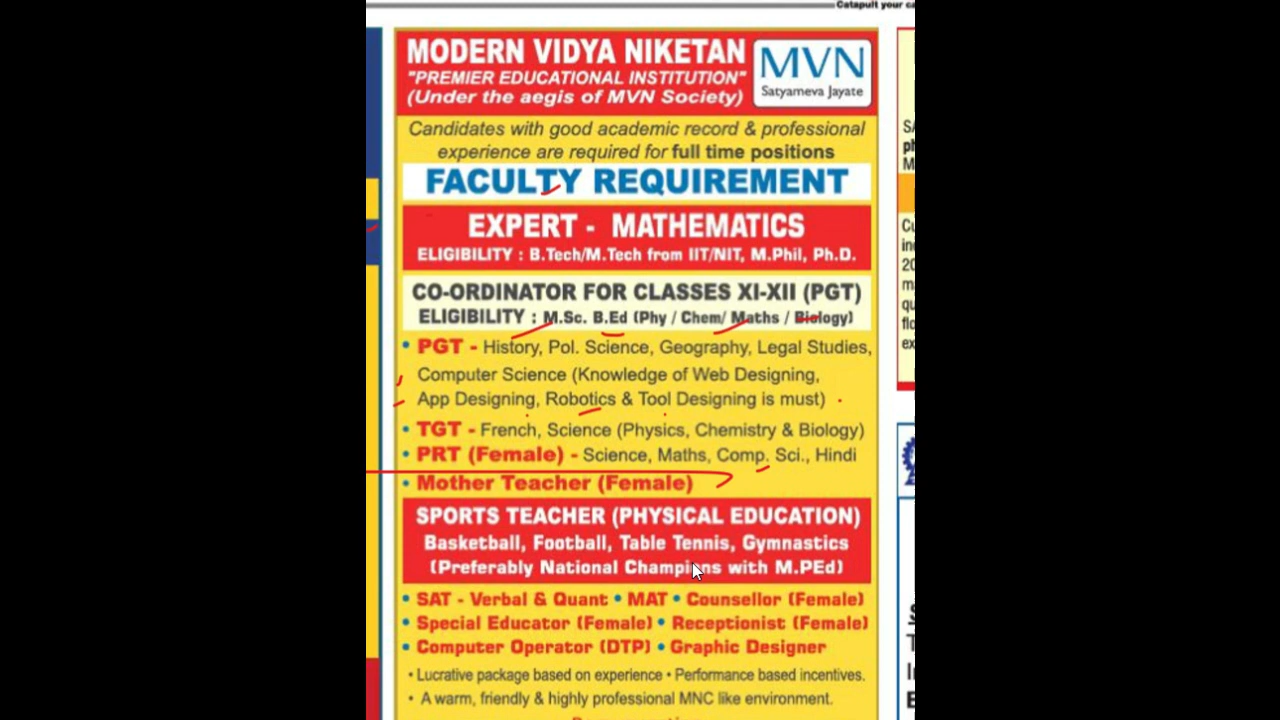 Catapult your ca
MODERN VIDYA NIKETAN
"PREMIER EDUCATIONAL INSTITUTION"
(Under the aegis of MVN Society)
MVN
Satyameva Jayate
Candidates with good academic record & professional
experience are required for full time positions
FACULTY REQUIREMENT
EXPERT - MATHEMATICS
ELIGIBILITY : B.Tech/M.Tech from IIT/NIT, M.Phil, Ph.D.
CO-ORDINATOR FOR CLASSES XI-XII (PGT)
ELIGIBILITY : M.Sc. B.Ed (Phy / Chem/ Maths / Biology)
• PGT - History, Pol. Science, Geography, Legal Studies,
Computer Science (Knowledge of Web Designing,
App Designing, Robotics & Tool Designing is must)
• TGT - French, Science (Physics, Chemistry & Biology)
• PRT (Female) - Science, Maths, Comp. Sci., Hindi
• Mother Teacher (Female)
SPORTS TEACHER (PHYSICAL EDUCATION)
Basketball, Football, Table Tennis, Gymnastics
(Preferably National Champions with M.PEd)
• SAT - Verbal & Quant • MAT • Counsellor (Female)
• Special Educator (Female) • Receptionist (Female)
• Computer Operator (DTP) • Graphic Designer
• Lucrative package based on experience • Performance based incentives.
• A warm, friendly & highly professional MNC like environment.